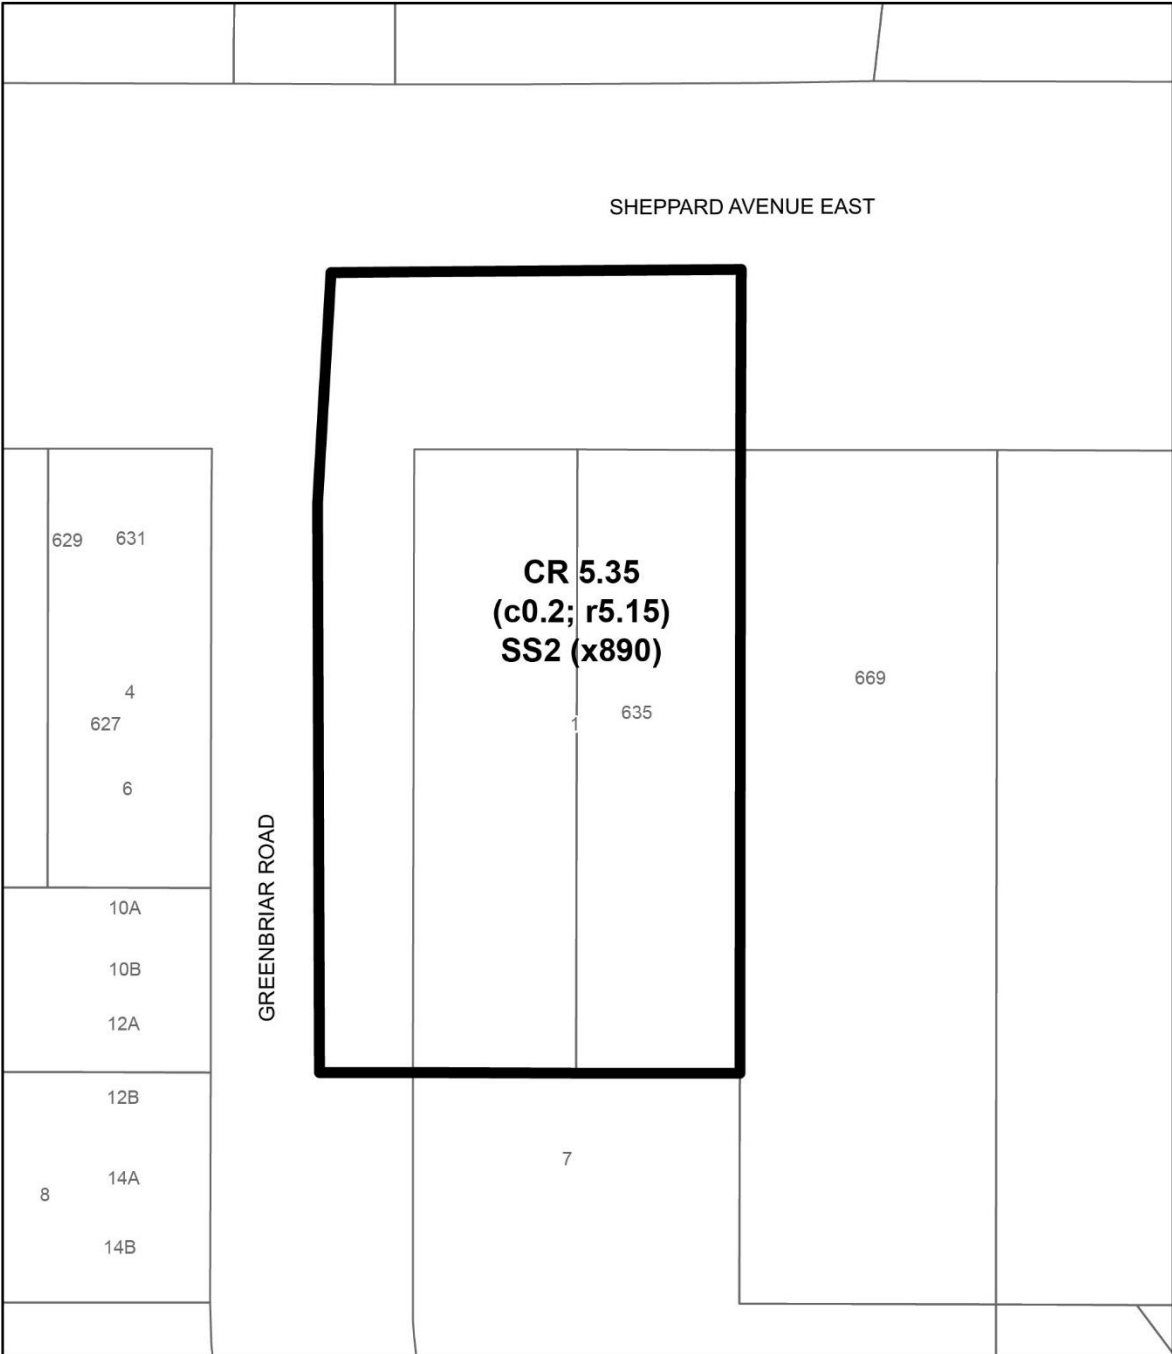 SHEPPARD AVENUE EAST
629
631
CR 5.35
(c0.2; r5.15)
SS2 (x890)
669
4
635
1
627
6
GREENBRIAR ROAD
10A
10B
12A
12B
7
14A
8
14B